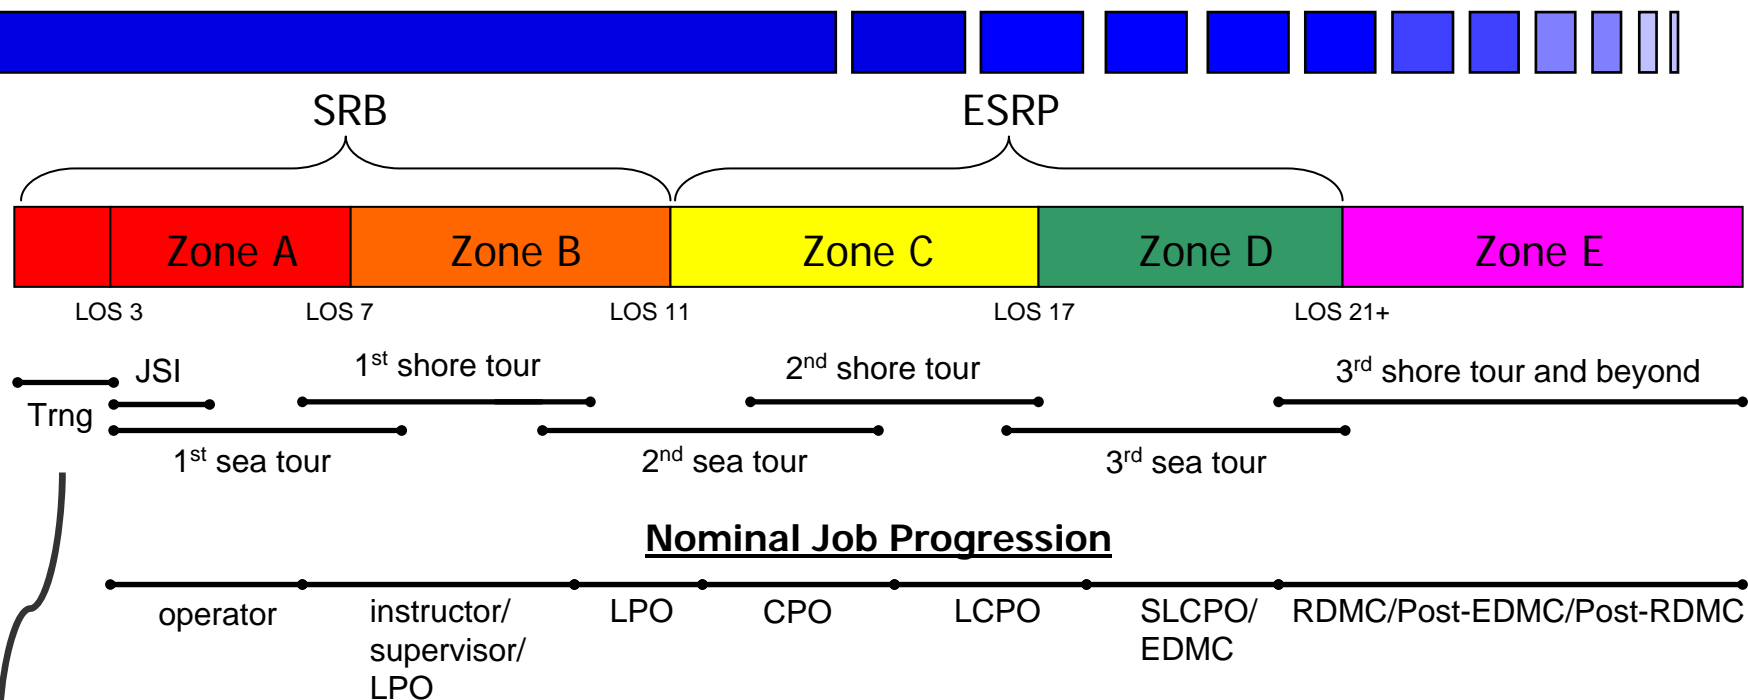 SRB ESRP
Zone A Zone B Zone C Zone D Zone E
LOS 3 LOS 7 LOS 11 LOS 17 LOS 21+
JSI 1st shore tour 2nd shore tour 3rd shore tour and beyond
Trng
1st sea tour 2nd sea tour 3rd sea tour
Nominal Job Progression
operator instructor/ LPO CPO LCPO SLCPO/ RDMC/Post-EDMC/Post-RDMC
supervisor/ EDMC
LPO